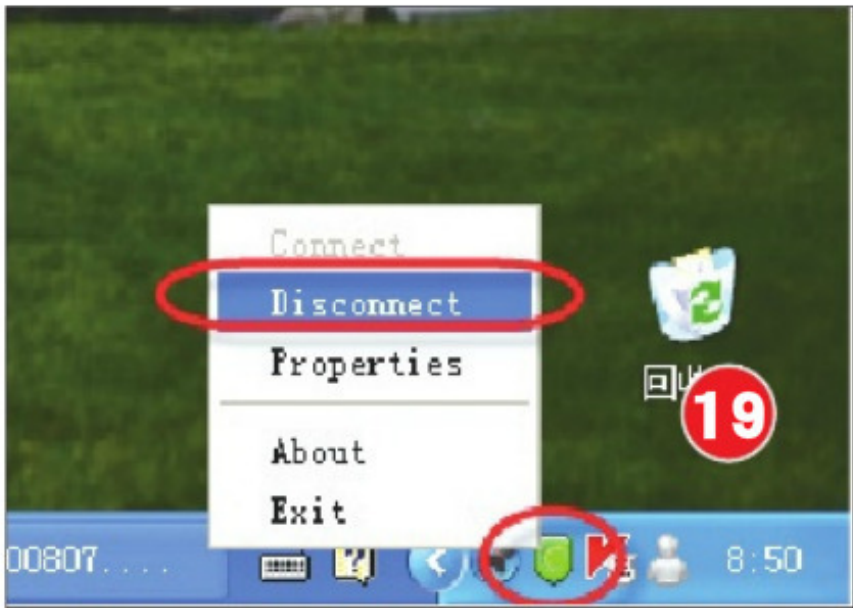 Connect
Disconnect
Properties
About
Exit
19
00807....
8:50